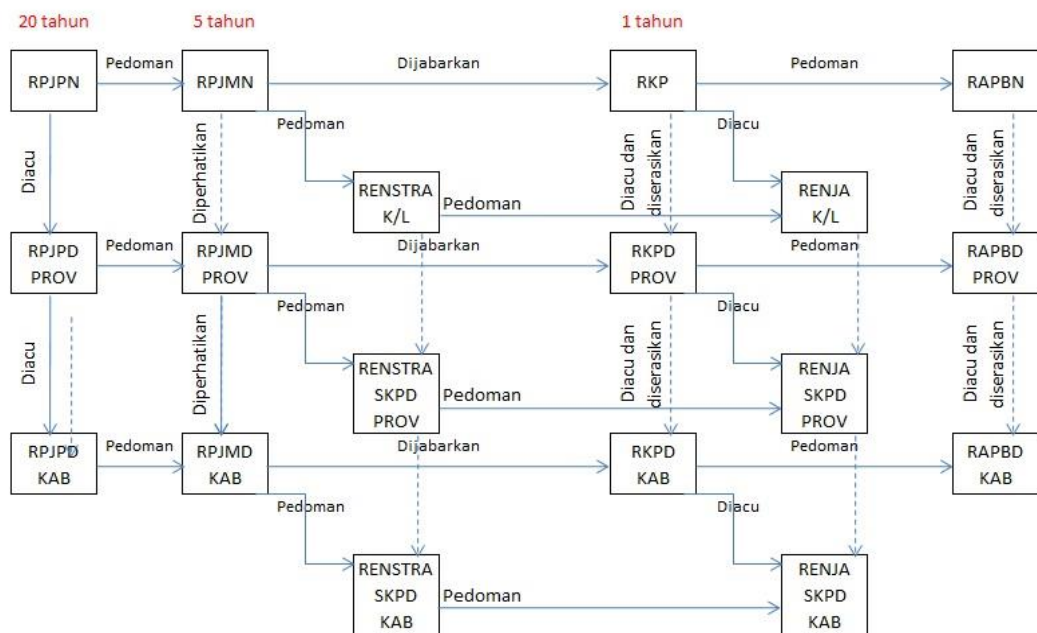 20 tahun
5 tahun
1 tahun
RPJPN
Pedoman
RPJMN
Dijabarkan
RKP
Pedoman
RAPBN
Diacu
Diperhatikan
Pedoman
Diacu dan
diserasikan
Diacu
Diacu dan
diserasikan
RENSTRA
K/L
Pedoman
RENJA
K/L
RPJPD
PROV
Pedoman
RPJMD
PROV
Dijabarkan
RKPD
PROV
Pedoman
RAPBD
PROV
Diacu
Diperhatikan
Pedoman
Diacu dan
diserasikan
Diacu
Diacu dan
diserasikan
RENSTRA
SKPD
PROV
Pedoman
RENJA
SKPD
PROV
RPJPD
KAB
Pedoman
RPJMD
KAB
Dijabarkan
RKPD
KAB
Pedoman
RAPBD
KAB
Pedoman
Diacu
RENSTRA
SKPD
KAB
Pedoman
RENJA
SKPD
KAB